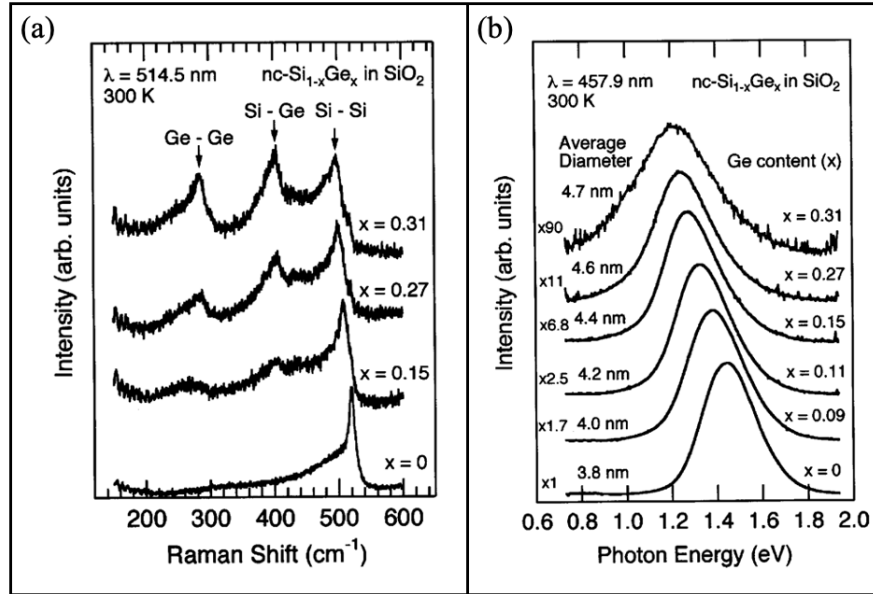 (a)
λ = 514.5 nm nc-Si1-xGex in SiO2
300 K
Si - Ge Si - Si
Ge - Ge
x = 0.31
x = 0.27
x = 0.15
x = 0
Intensity (arb. units)
200 300 400 500 600
Raman Shift (cm-1)
(b)
λ = 457.9 nm nc-Si1-xGex in SiO2
300 K
Average
Diameter
Ge content (x)
4.7 nm
x90
x = 0.31
4.6 nm
x11
x = 0.27
4.4 nm
x6.8
x = 0.15
4.2 nm
x2.5
x = 0.11
4.0 nm
x1.7
x = 0.09
3.8 nm
x1
x = 0
Intensity (arb. units)
0.6 0.8 1.0 1.2 1.4 1.6 1.8 2.0
Photon Energy (eV)